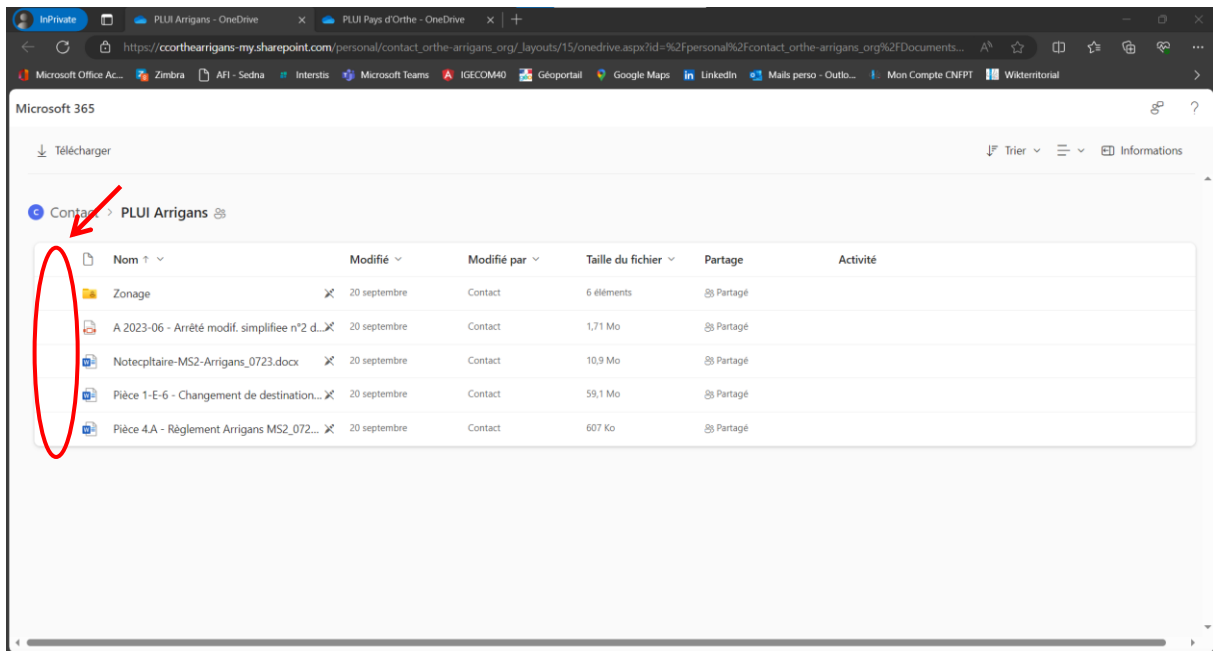 InPrivate PLUI Arrigans - OneDrive PLUI Pays d'Orthe - OneDrive
https://ccorthearrigans-my.sharepoint.com/personal/contact_orthe-arrigans_org/_layouts/15/onedrive.aspx?id=%2Fpersonal%2Fcontact_orthe-arrigans_org%2FDocuments...
Microsoft Office Ac... Zimbra AFI - Sedna Interstis Microsoft Teams IGECOM40 Géoportail Google Maps LinkedIn Mails perso - Outlo... Mon Compte CNFPT Wikterritorial
Microsoft 365
Télécharger Trier Informations
C Contact > PLUI Arrigans
Nom Modifié Modifié par Taille du fichier Partage Activité
Zonage 20 septembre Contact 6 éléments Partagé
A 2023-06 - Arrêté modif. simplifiee n°2 d... 20 septembre Contact 1,71 Mo Partagé
Notecpltaire-MS2-Arrigans_0723.docx 20 septembre Contact 10,9 Mo Partagé
Pièce 1-E-6 - Changement de destination... 20 septembre Contact 59,1 Mo Partagé
Pièce 4.A - Règlement Arrigans MS2_072... 20 septembre Contact 607 Ko Partagé